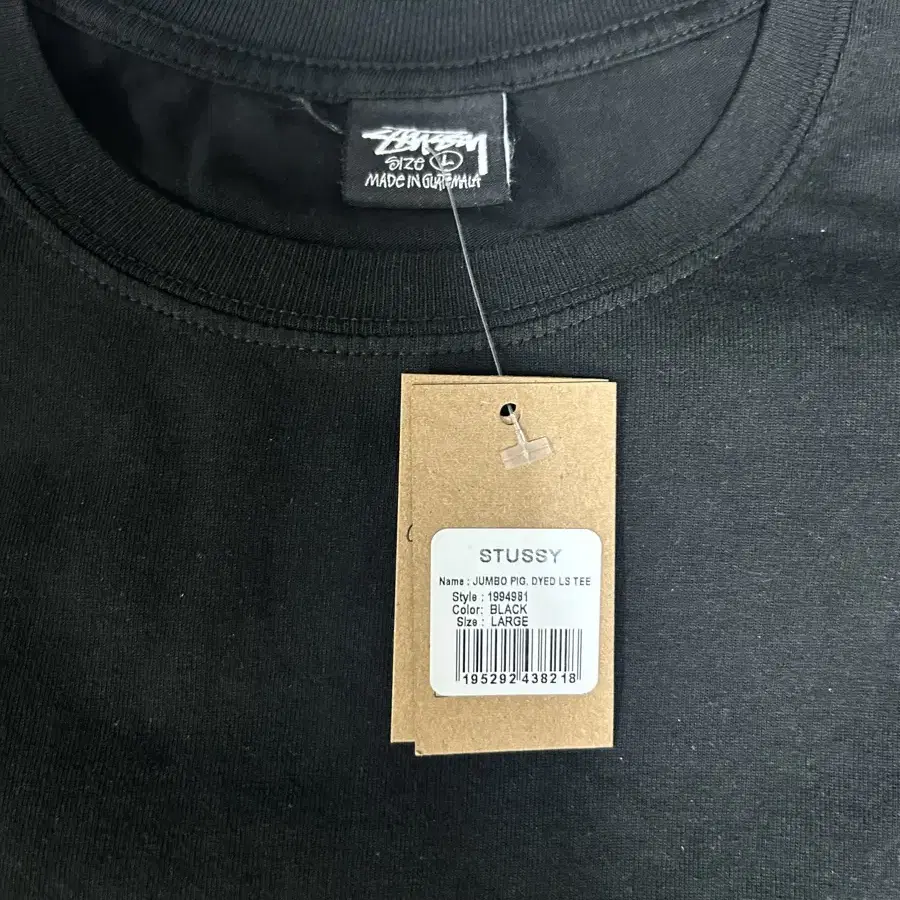 STÜSSY
SIZE L
MADE IN GUATEMALA
STUSSY
Name : JUMBO PIG. DYED LS TEE
Style : 1994981
Color: BLACK
Size : LARGE
195292 438218